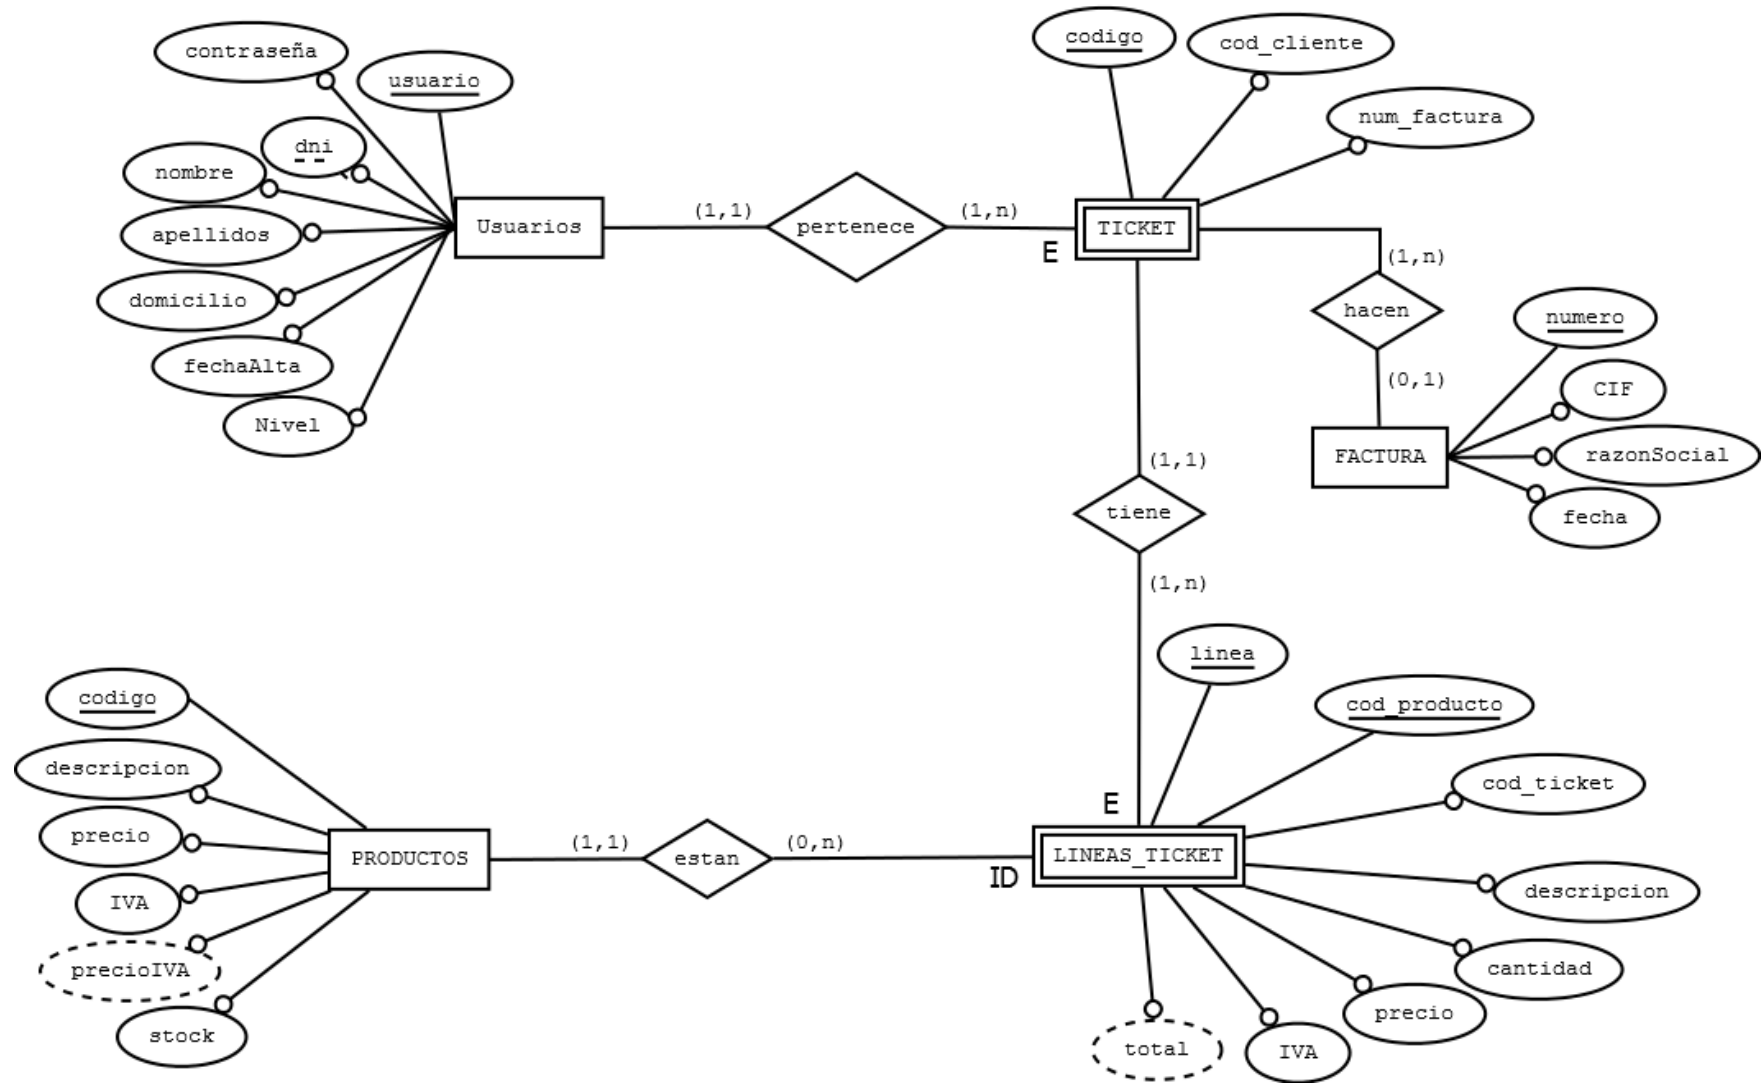 codigo
cod_cliente
contraseña
usuario
num_factura
dni
nombre
(1,1)
(1,n)
apellidos
Usuarios
pertenece
TICKET
E
(1,n)
domicilio
hacen
numero
fechaAlta
(0,1)
CIF
Nivel
FACTURA
razonSocial
(1,1)
tiene
fecha
(1,n)
linea
codigo
cod_producto
descripcion
cod_ticket
E
precio
(1,1)
(0,n)
PRODUCTOS
estan
LINEAS_TICKET
ID
descripcion
IVA
precioIVA
cantidad
precio
stock
total
IVA